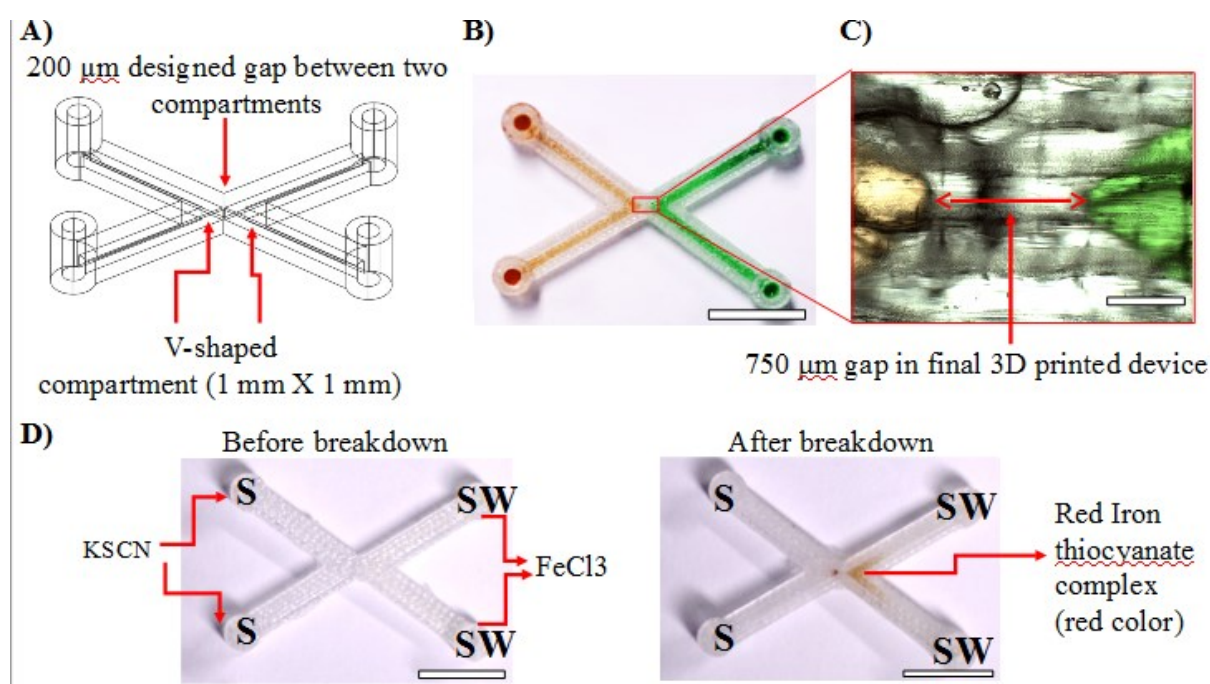 A)
200 µm designed gap between two
compartments
V-shaped
compartment (1 mm X 1 mm)
B)
C)
750 µm gap in final 3D printed device
D)
Before breakdown
S
SW
KSCN
FeCl3
S
SW
After breakdown
S
SW
Red Iron
thiocyanate
complex
(red color)
S
SW